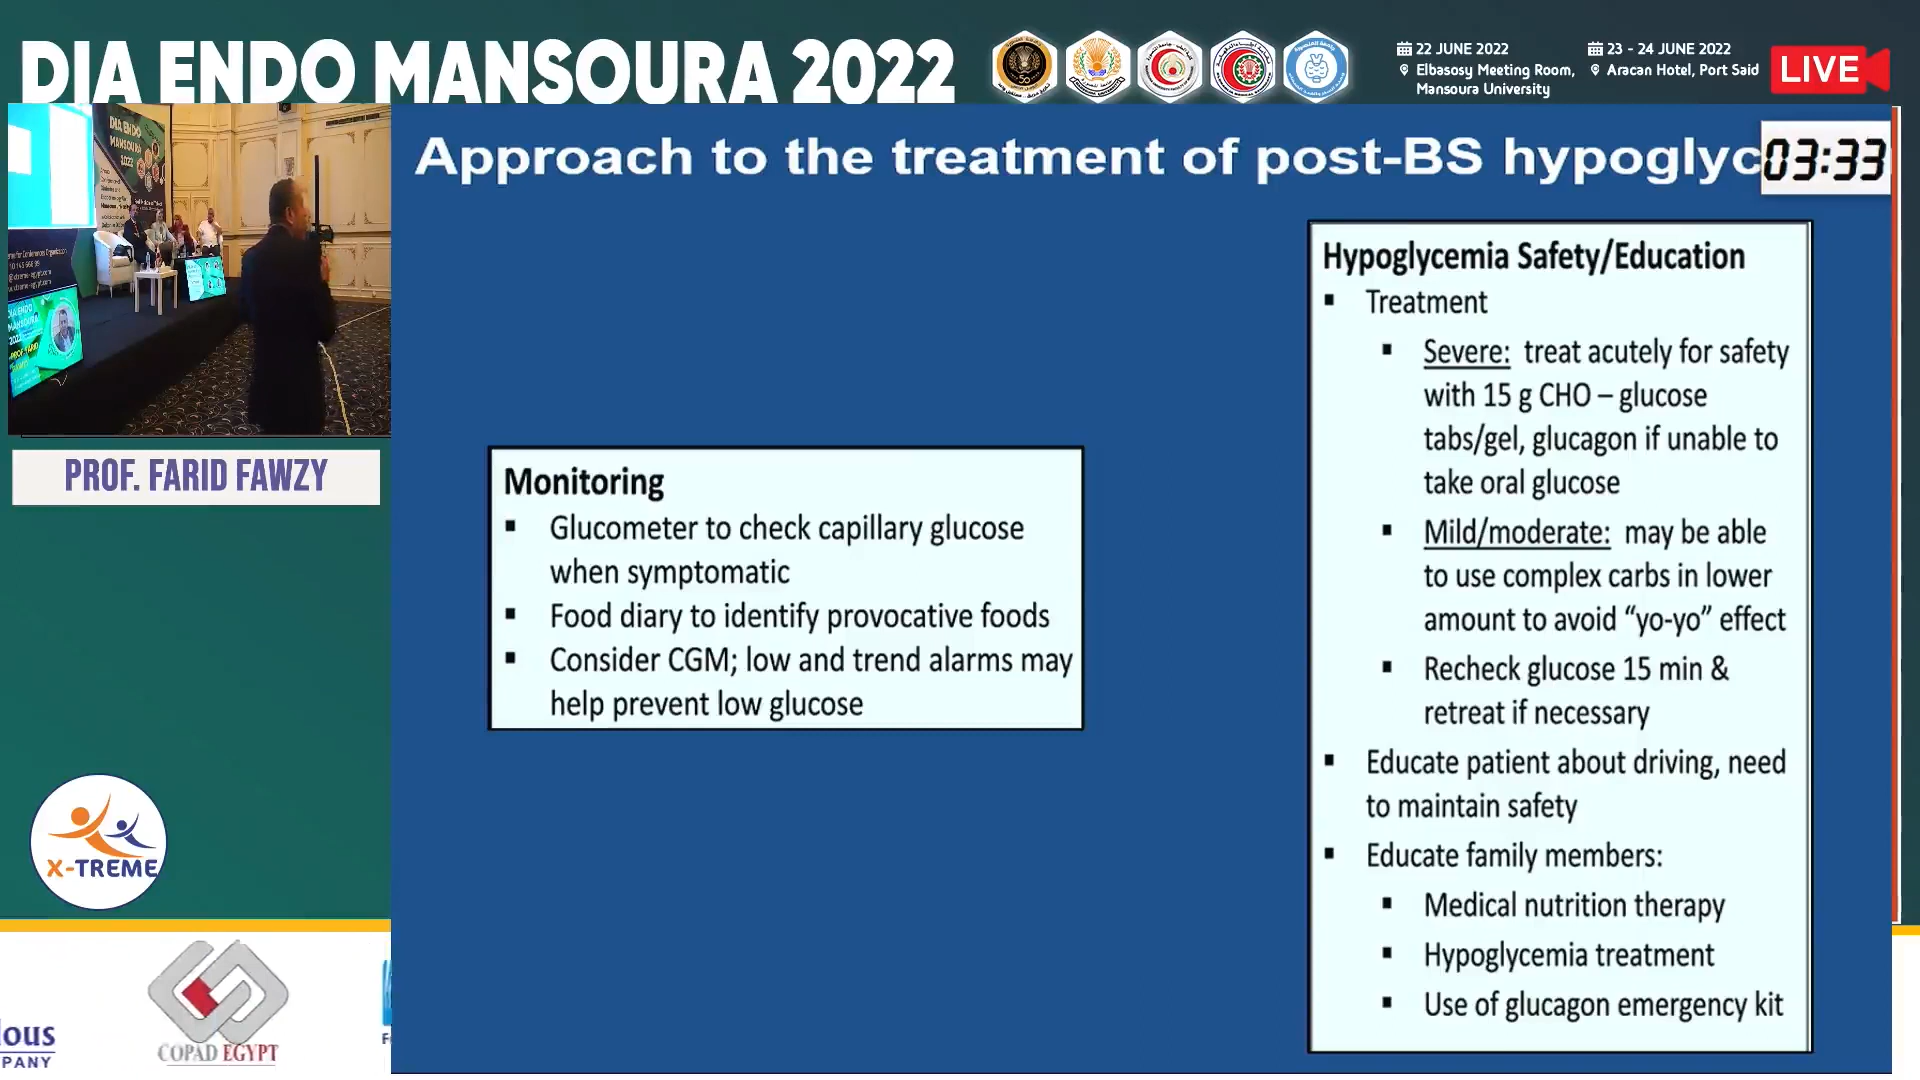 DIA ENDO MANSOURA 2022
22 JUNE 2022
Elbasosy Meeting Room,
Mansoura University
23 - 24 JUNE 2022
Aracan Hotel, Port Said
LIVE
DIA ENDO
MANSOURA
2022
PROF. FARID FAWZY
X-TREME
COPAD EGYPT
PANY
Approach to the treatment of post-BS hypoglyc
03:33
Monitoring
▪ Glucometer to check capillary glucose
when symptomatic
▪ Food diary to identify provocative foods
▪ Consider CGM; low and trend alarms may
help prevent low glucose
Hypoglycemia Safety/Education
▪ Treatment
▪ Severe: treat acutely for safety
with 15 g CHO – glucose
tabs/gel, glucagon if unable to
take oral glucose
▪ Mild/moderate: may be able
to use complex carbs in lower
amount to avoid “yo-yo” effect
▪ Recheck glucose 15 min &
retreat if necessary
▪ Educate patient about driving, need
to maintain safety
▪ Educate family members:
▪ Medical nutrition therapy
▪ Hypoglycemia treatment
▪ Use of glucagon emergency kit